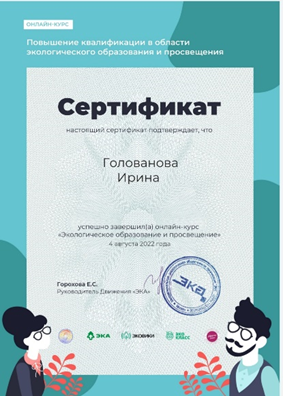 ОНЛАЙН-КУРС
Повышение квалификации в области
экологического образования и просвещения
Сертификат
настоящий сертификат подтверждает, что
Голованова
Ирина
успешно завершил(а) онлайн-курс
«Экологическое образование и просвещение»
4 августа 2022 года
Горохова Е.С.
Руководитель Движения «ЭКА»
ЭКА
ЭКА
ЭКОВИКИ
ЭКО
КЛАСС